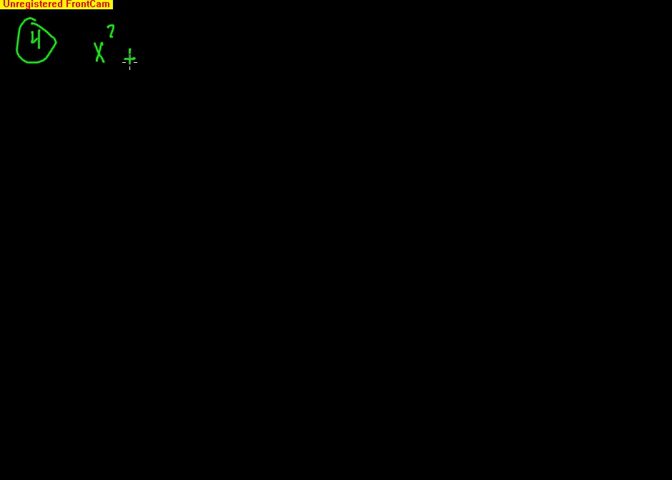 Unregistered FrontCam
4 x² +